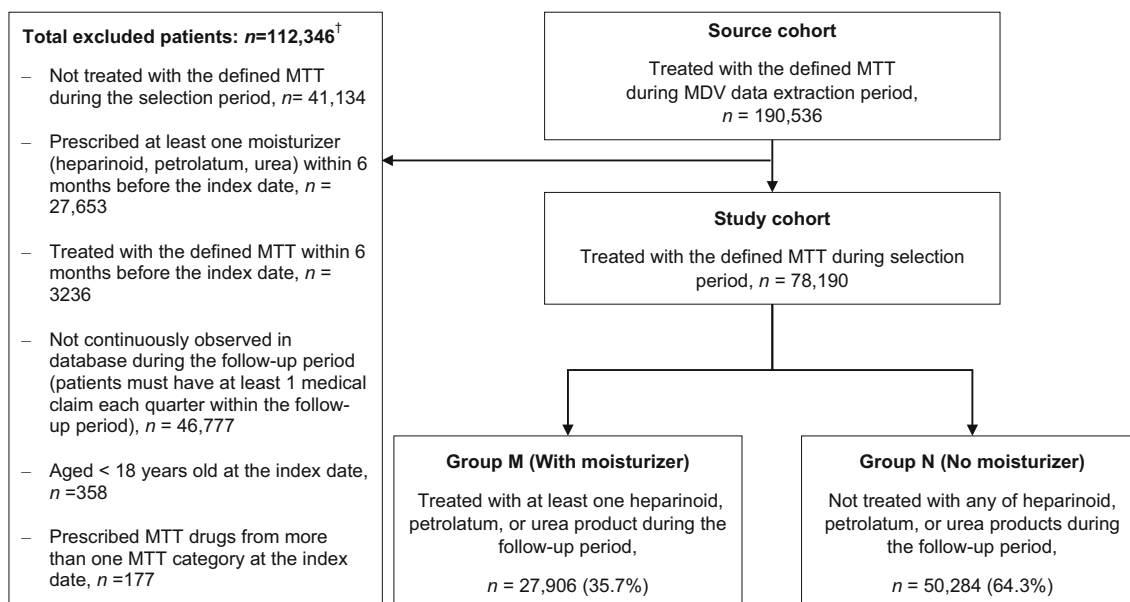 Total excluded patients: n=112,346†
– Not treated with the defined MTT
during the selection period, n= 41,134
– Prescribed at least one moisturizer
(heparinoid, petrolatum, urea) within 6
months before the index date, n =
27,653
– Treated with the defined MTT within 6
months before the index date, n =
3236
– Not continuously observed in
database during the follow-up period
(patients must have at least 1 medical
claim each quarter within the follow-
up period), n = 46,777
– Aged < 18 years old at the index date,
n =358
– Prescribed MTT drugs from more
than one MTT category at the index
date, n =177
Source cohort
Treated with the defined MTT
during MDV data extraction period,
n = 190,536
Study cohort
Treated with the defined MTT during selection
period, n = 78,190
Group M (With moisturizer)
Treated with at least one heparinoid,
petrolatum, or urea product during the
follow-up period,
n = 27,906 (35.7%)
Group N (No moisturizer)
Not treated with any of heparinoid,
petrolatum, or urea products during
the follow-up period,
n = 50,284 (64.3%)